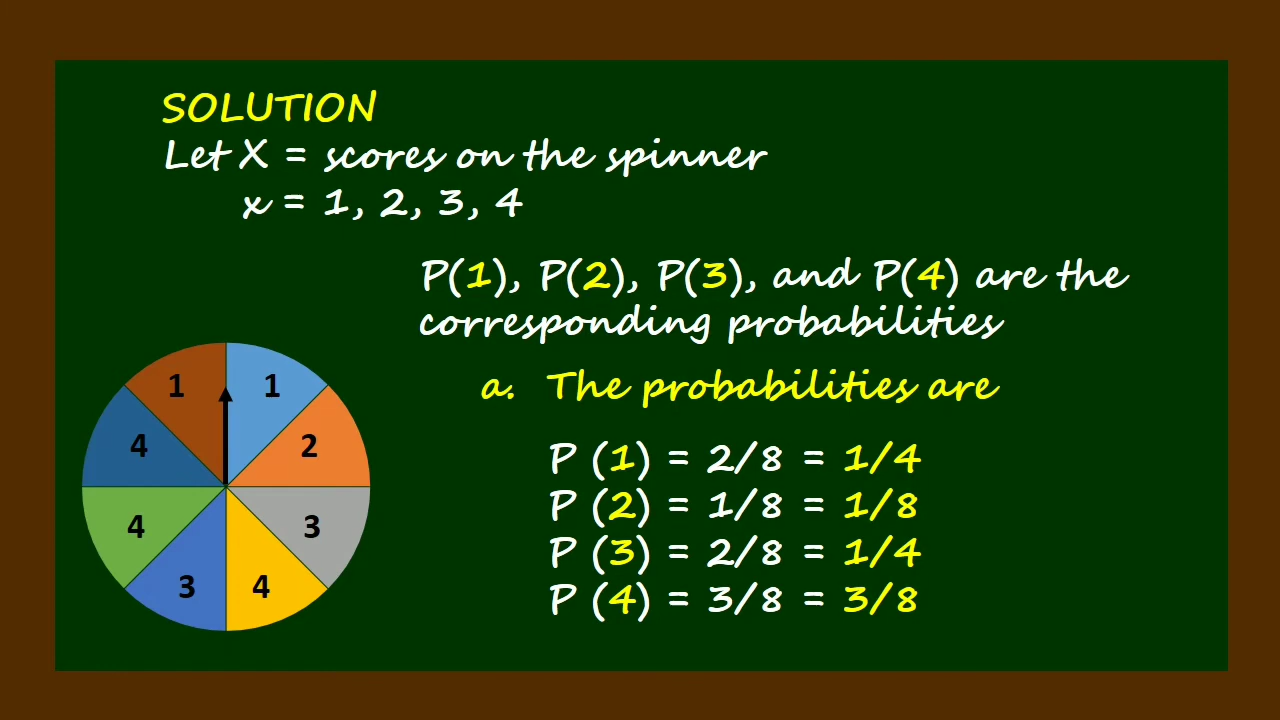 SOLUTION
Let X = scores on the spinner
x = 1, 2, 3, 4
P(1), P(2), P(3), and P(4) are the
corresponding probabilities
a. The probabilities are
P (1) = 2/8 = 1/4
P (2) = 1/8 = 1/8
P (3) = 2/8 = 1/4
P (4) = 3/8 = 3/8
1 1
4 2
4 3
3 4